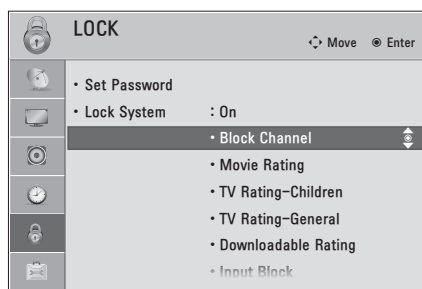 LOCK
Move Enter
• Set Password
• Lock System : On
• Block Channel
• Movie Rating
• TV Rating-Children
• TV Rating-General
• Downloadable Rating
• Input Block